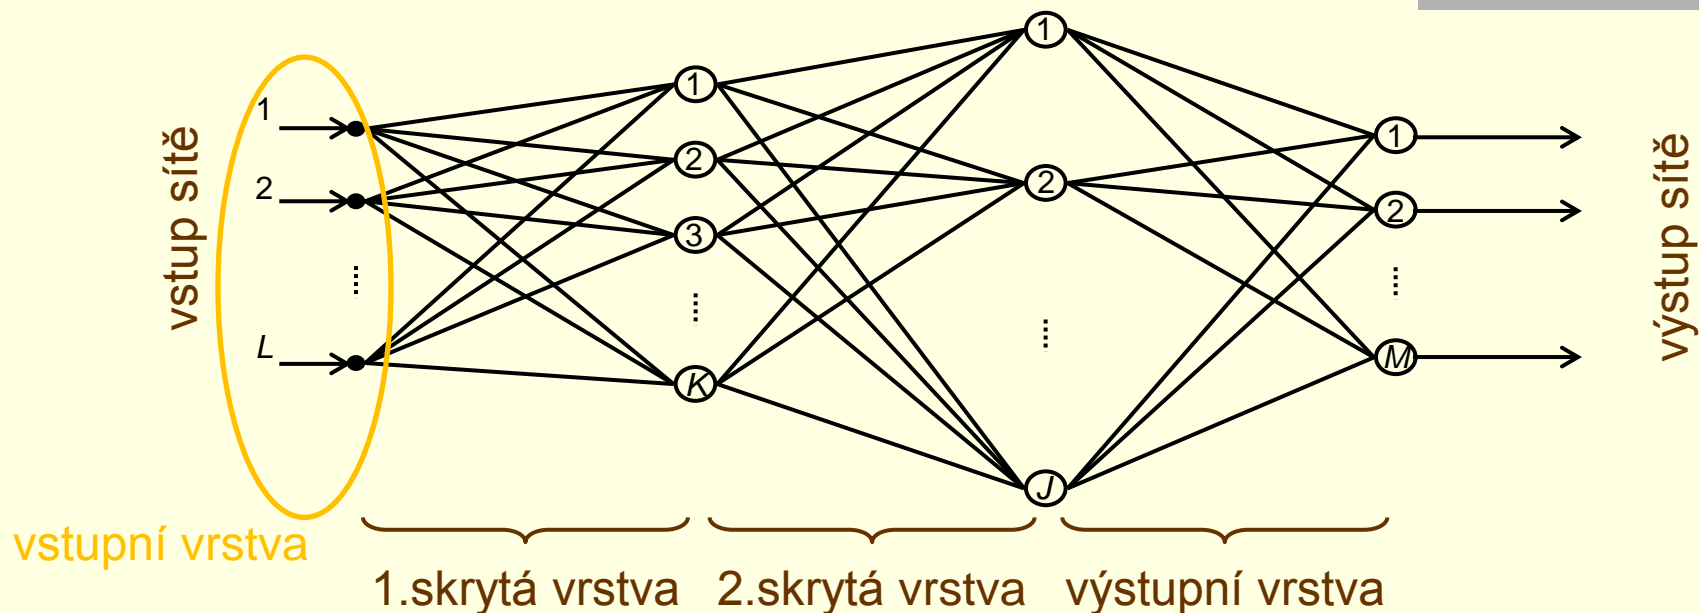 vstup sítě
1
2
L
1
2
3
K
1
2
J
1
2
M
výstup sítě
vstupní vrstva
1.skrytá vrstva
2.skrytá vrstva
výstupní vrstva